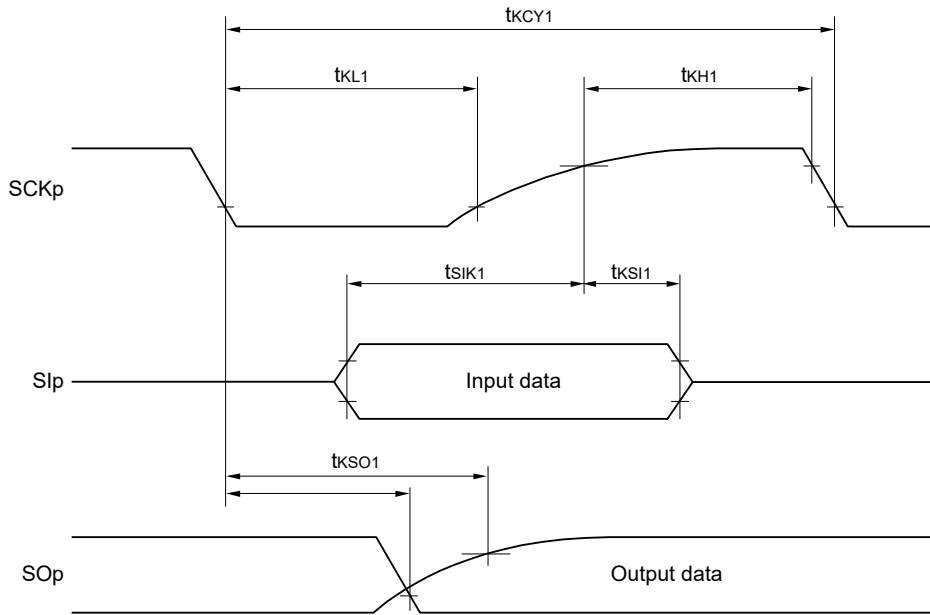 tKCY1
tKL1
tKH1
SCKp
tSIK1
tKSI1
SIp
Input data
tKSO1
SOp
Output data